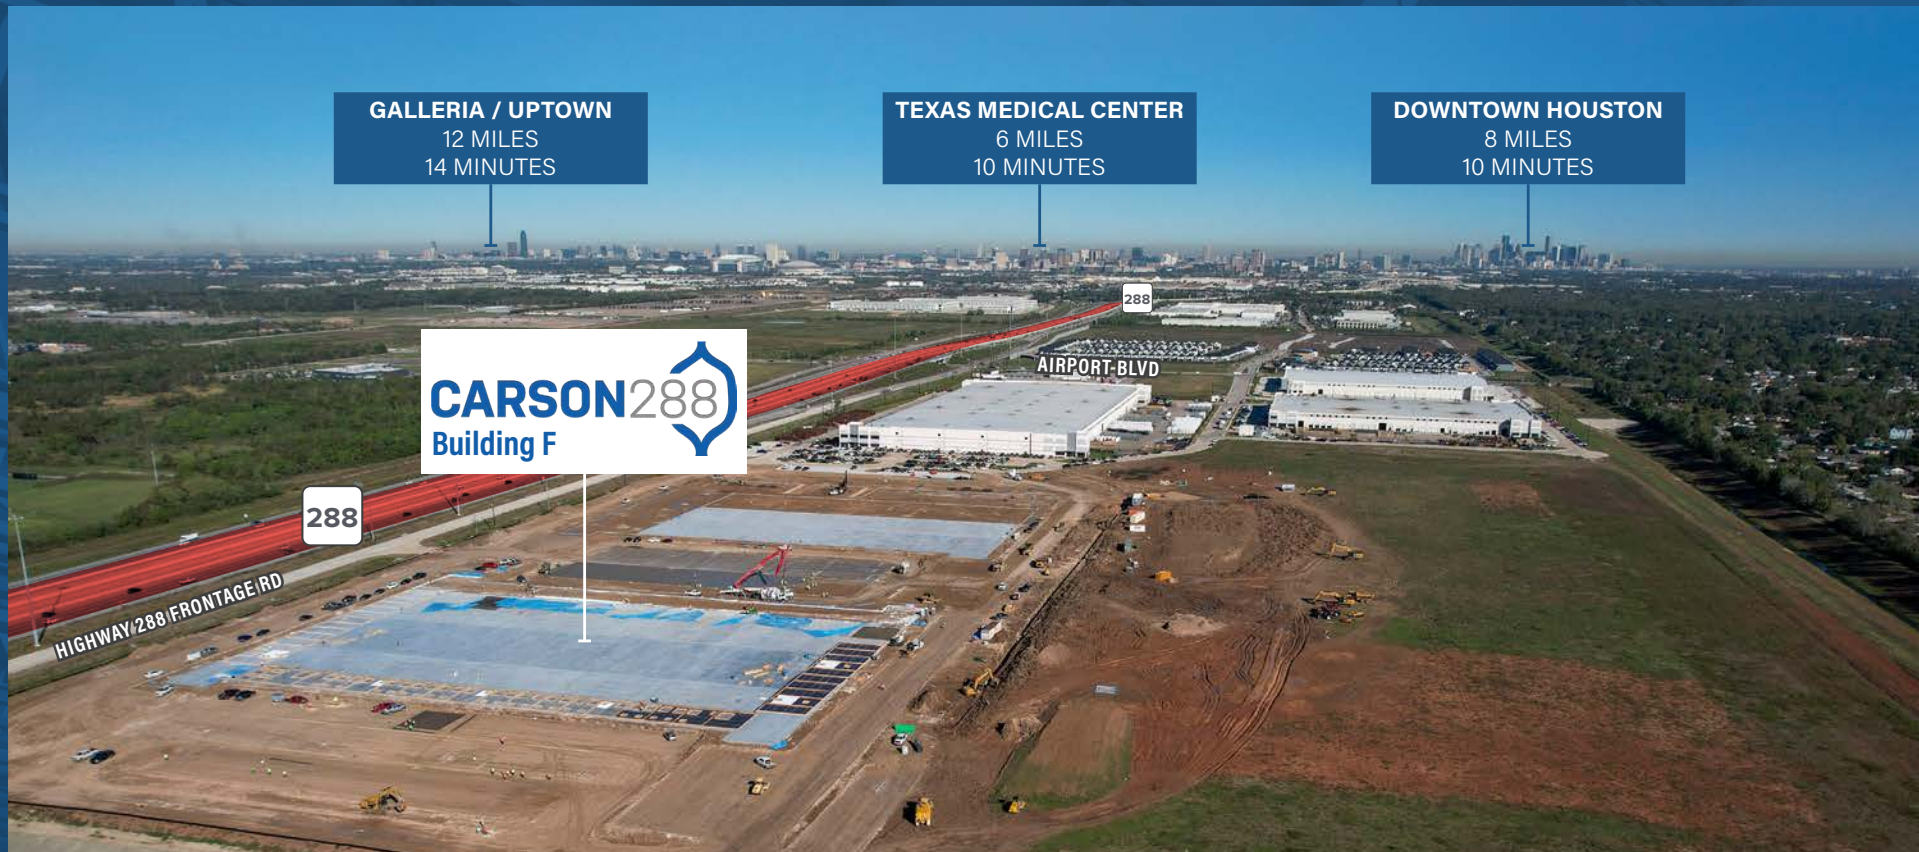 GALLERIA / UPTOWN
12 MILES
14 MINUTES
TEXAS MEDICAL CENTER
6 MILES
10 MINUTES
DOWNTOWN HOUSTON
8 MILES
10 MINUTES
288
AIRPORT BLVD
CARSON288
Building F
288
HIGHWAY 288 FRONTAGE RD